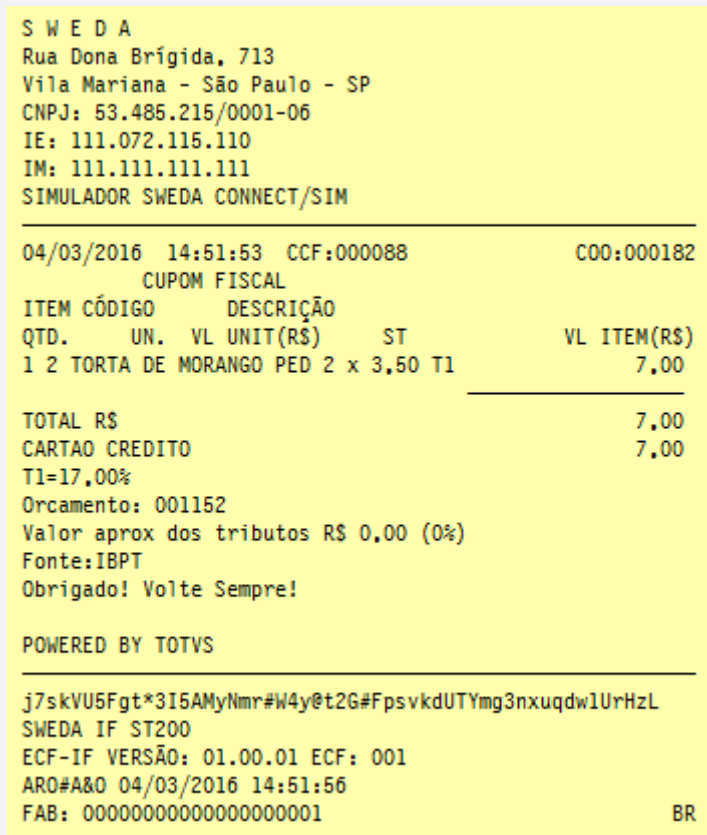 S W E D A
Rua Dona Brígida, 713
Vila Mariana - São Paulo - SP
CNPJ: 53.485.215/0001-06
IE: 111.072.115.110
IM: 111.111.111.111
SIMULADOR SWEDA CONNECT/SIM
04/03/2016 14:51:53 CCF:000088 COO:000182
CUPOM FISCAL
ITEM CÓDIGO DESCRIÇÃO
QTD. UN. VL UNIT(R$) ST VL ITEM(R$)
1 2 TORTA DE MORANGO PED 2 x 3,50 T1 7,00
TOTAL R$ 7,00
CARTAO CREDITO 7,00
T1=17,00%
Orcamento: 001152
Valor aprox dos tributos R$ 0,00 (0%)
Fonte:IBPT
Obrigado! Volte Sempre!
POWERED BY TOTVS
j7skVU5Fgt*3I5AMyNmr#W4y@t2G#FpsvkdUTYmg3nxuqdwlUrHzL
SWEDA IF ST200
ECF-IF VERSÃO: 01.00.01 ECF: 001
ARO#A&O 04/03/2016 14:51:56
FAB: 00000000000000000001 BR